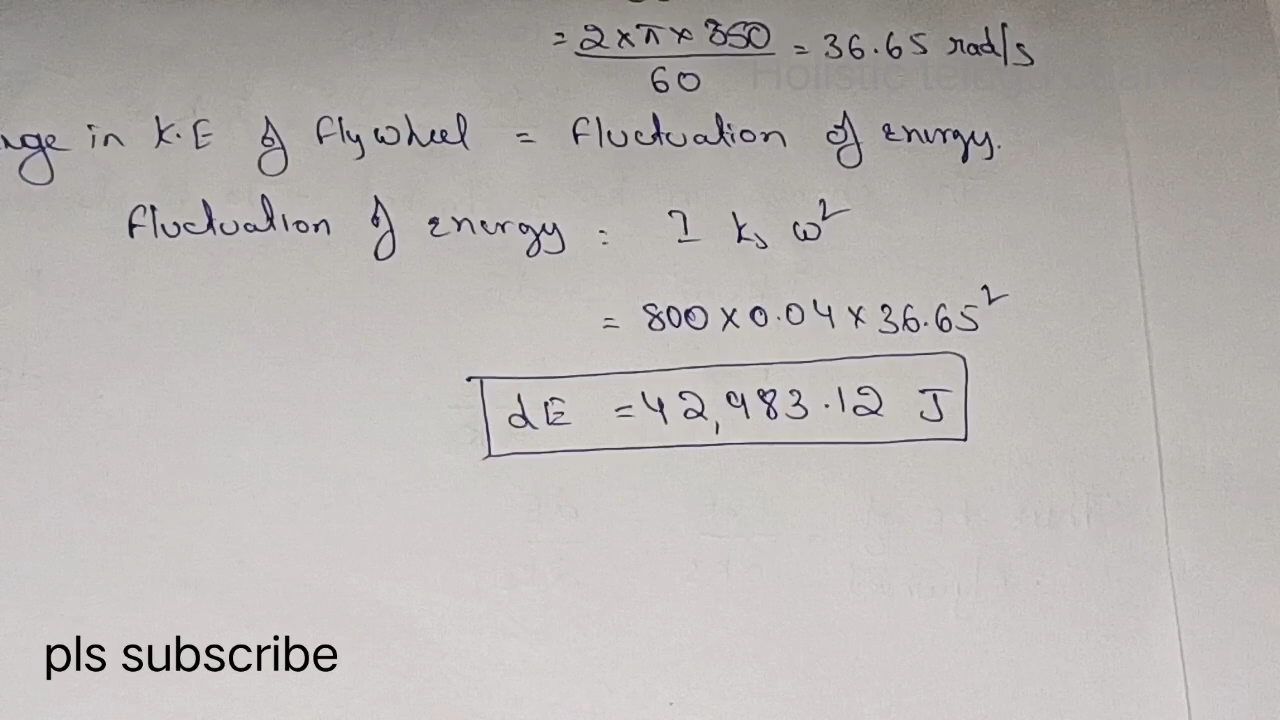 = 2×π×350 / 60 = 36.65 rad/s
nge in K.E of flywheel = fluctuation of energy.
fluctuation of energy = I ks ω²
= 800×0.04×36.65²
dE = 42,983.12 J
pls subscribe